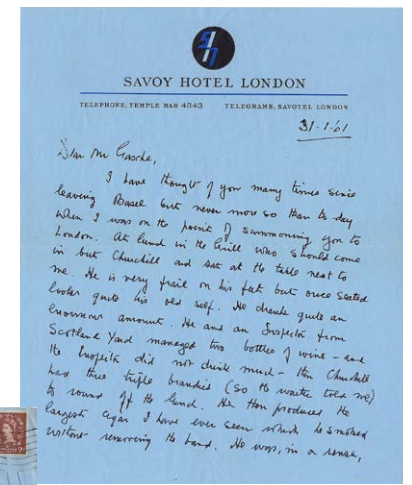 SAVOY HOTEL LONDON
TELEPHONE, TEMPLE BAR 4343 TELEGRAMS, SAVOTEL LONDON
31.1.61
Dear Mr Gasche,
I have thought of you many times since
leaving Basel but never more so than to day
when I was on the point of summoning you to
London. At lunch in the Grill who should come
in but Churchill and sat at the table next to
me. He is very frail on his feet but once seated
looks quite his old self. He drank quite an
enormous amount. He and an Inspector from
Scotland Yard managed two bottles of wine - and
the Inspector did not drink much - then Churchill
had three triple brandies (so the waiter told me)
to round off the lunch. He then produced the
largest cigar I have ever seen which he smoked
without removing the band. He was, in a sense,